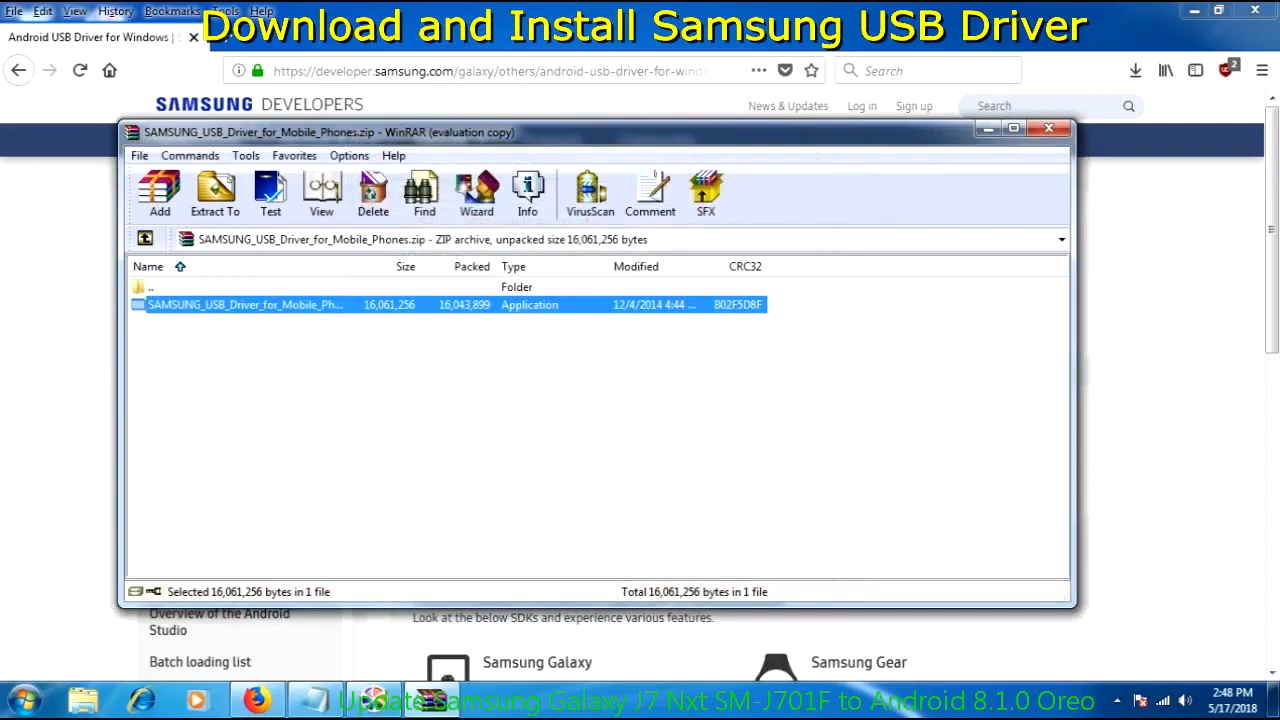 Download and Install Samsung USB Driver
File Edit View History Bookmarks Tools Help
Android USB Driver for Windows |
https://developer.samsung.com/galaxy/others/android-usb-driver-for-windo
Search
2
SAMSUNG DEVELOPERS
News & Updates Log in Sign up Search
SAMSUNG_USB_Driver_for_Mobile_Phones.zip - WinRAR (evaluation copy)
File Commands Tools Favorites Options Help
Add Extract To Test View Delete Find Wizard Info VirusScan Comment SFX
SAMSUNG_USB_Driver_for_Mobile_Phones.zip - ZIP archive, unpacked size 16,061,256 bytes
Name Size Packed Type Modified CRC32
.. Folder
SAMSUNG_USB_Driver_for_Mobile_Ph... 16,061,256 16,043,899 Application 12/4/2014 4:44 ... B02F5D8F
Selected 16,061,256 bytes in 1 file Total 16,061,256 bytes in 1 file
Overview of the Android
Studio
Look at the below SDKs and experience various features.
Batch loading list
Samsung Galaxy Samsung Gear
Update Samsung Galaxy J7 Nxt SM-J701F to Android 8.1.0 Oreo
2:48 PM
5/17/2018